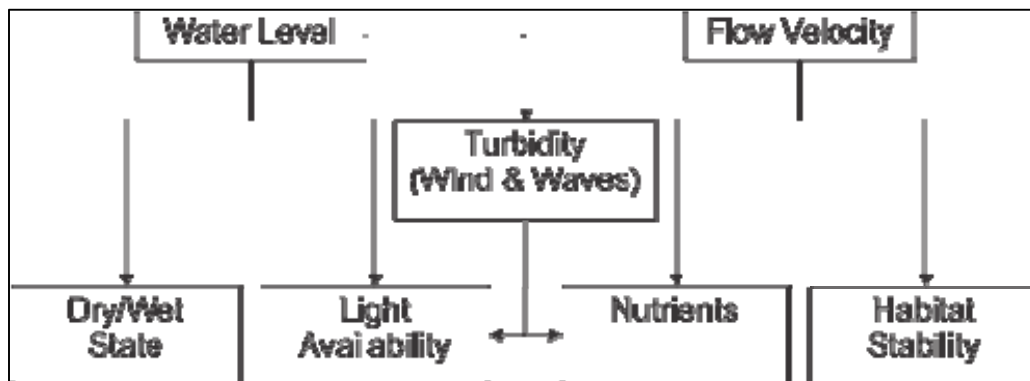 Water Level
Flow Velocity
Turbidity
(Wind & Waves)
Dry/Wet
State
Light
Avai ability
Nutrients
Habitat
Stability